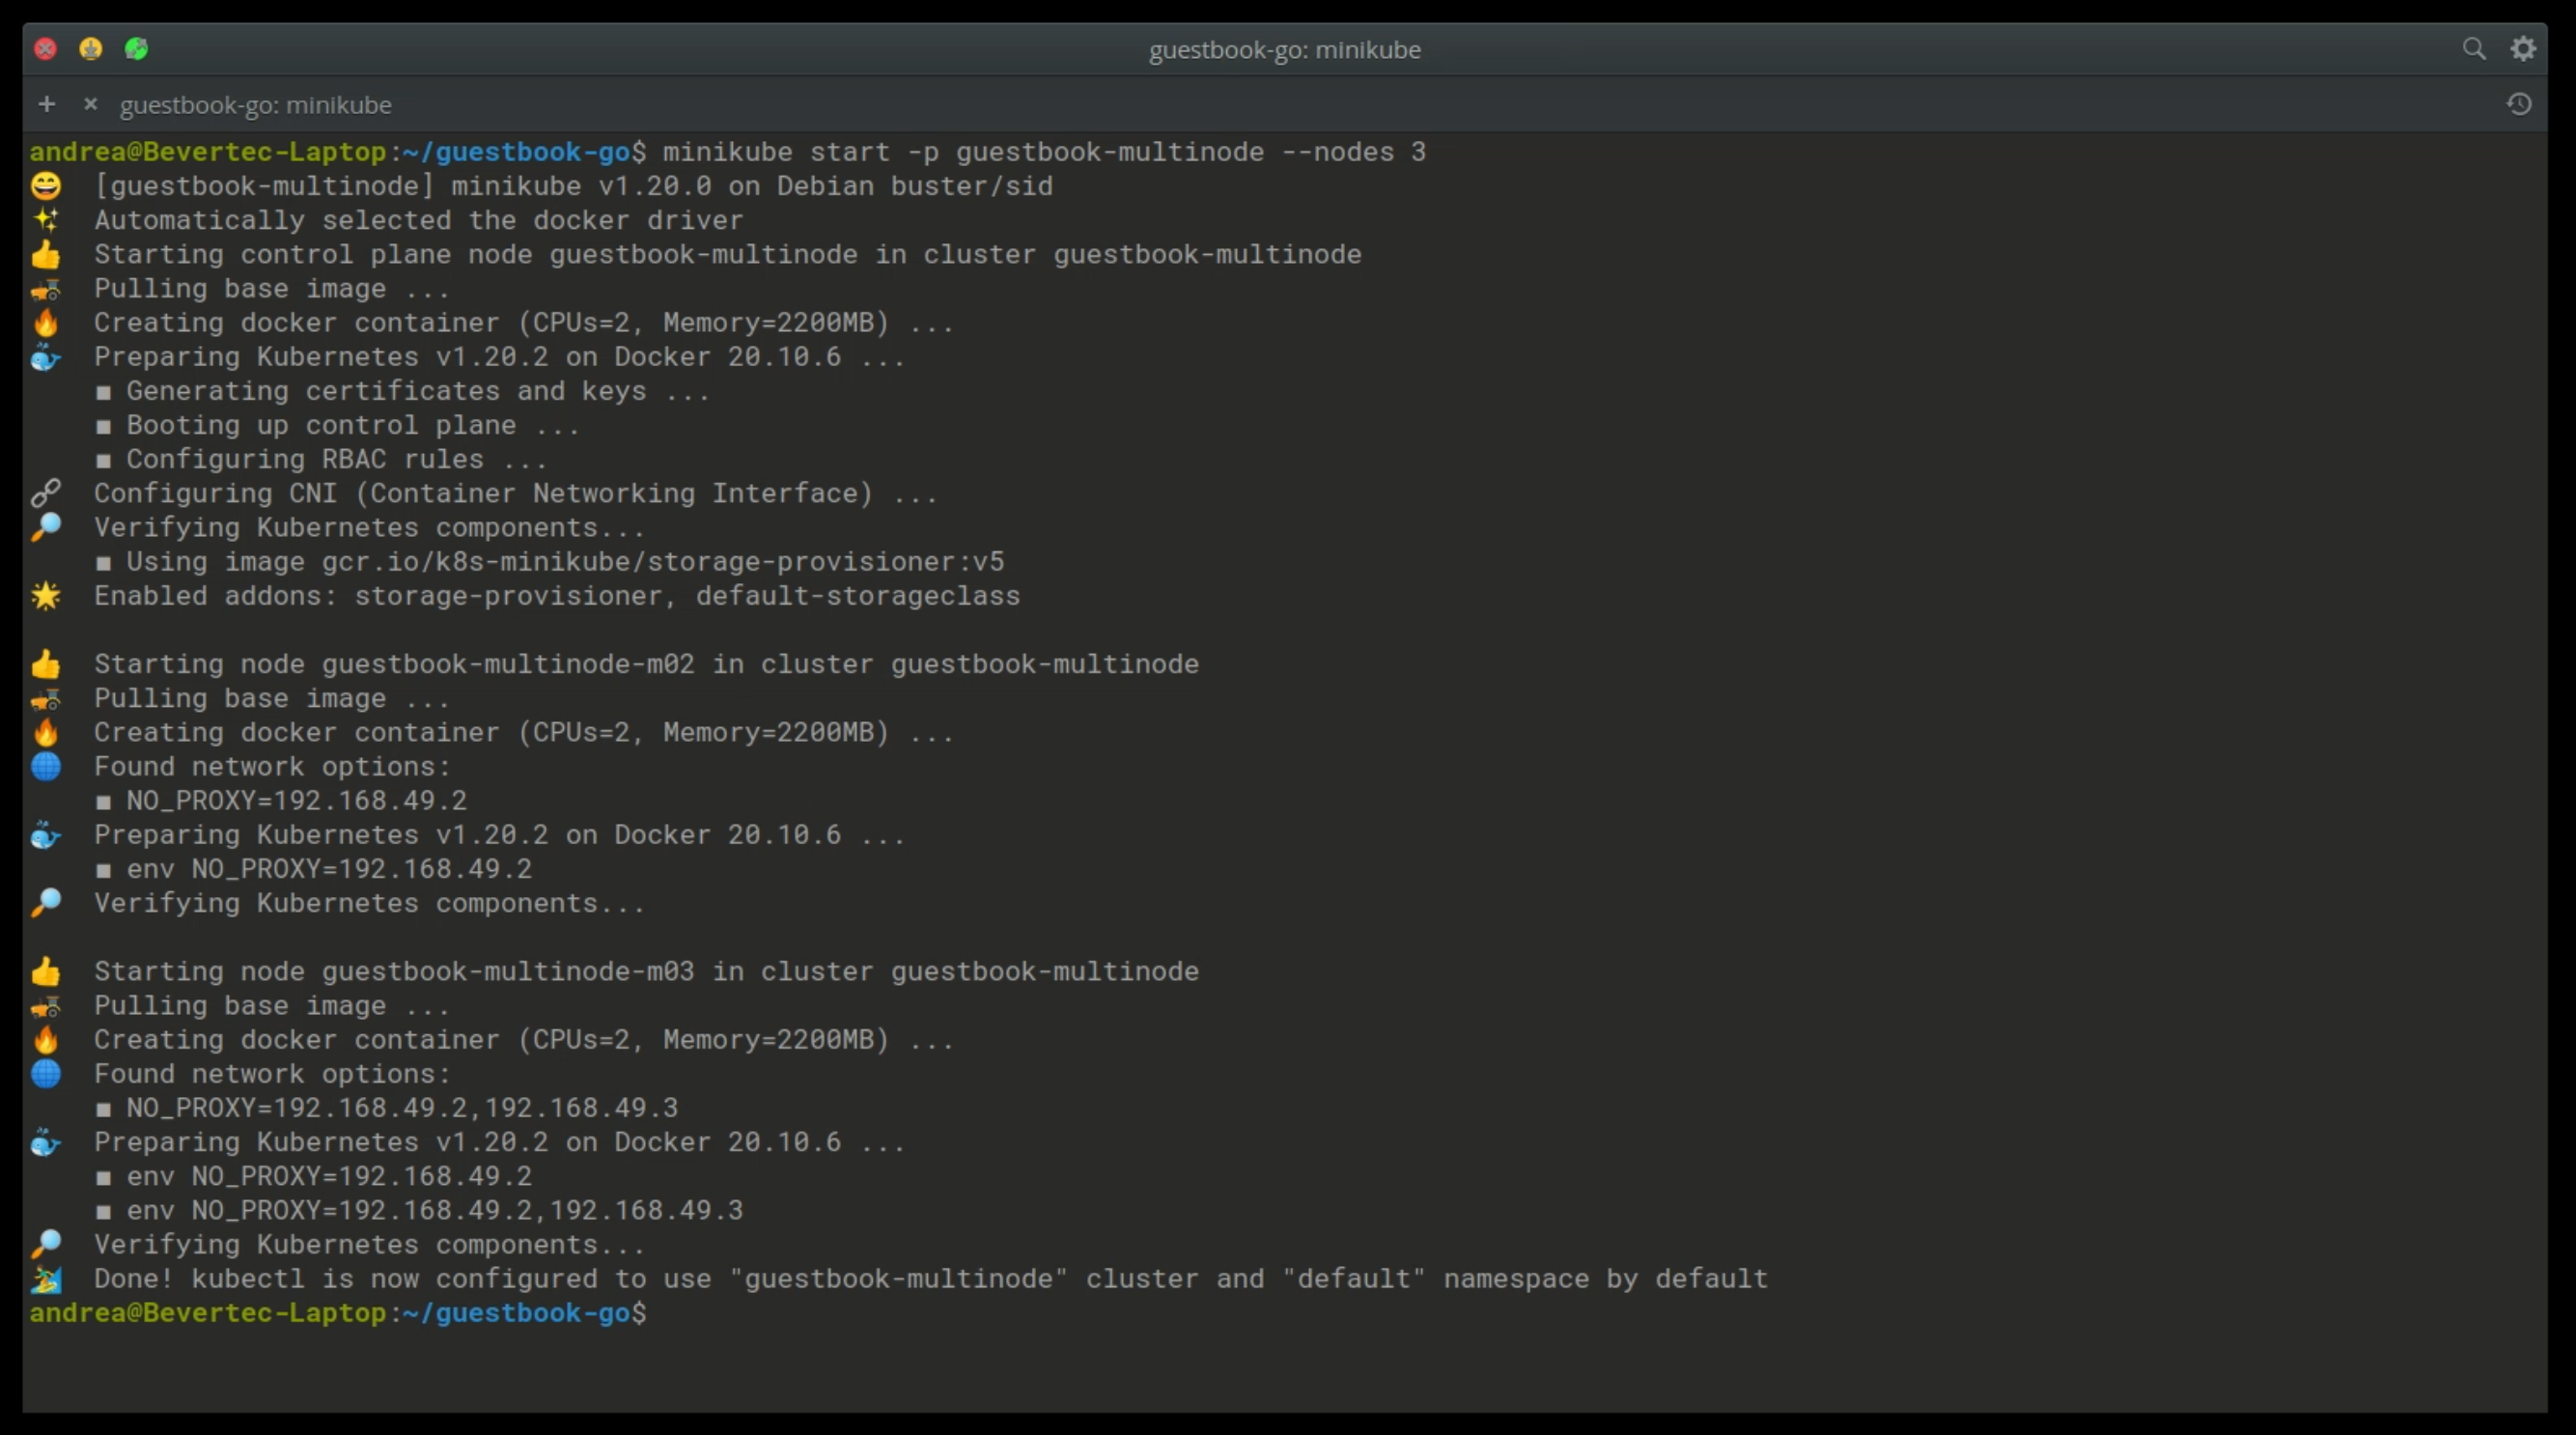 guestbook-go: minikube
guestbook-go: minikube
andrea@Bevertec-Laptop:~/guestbook-go$ minikube start -p guestbook-multinode --nodes 3
😄  [guestbook-multinode] minikube v1.20.0 on Debian buster/sid
✨  Automatically selected the docker driver
👍  Starting control plane node guestbook-multinode in cluster guestbook-multinode
🚜  Pulling base image ...
🔥  Creating docker container (CPUs=2, Memory=2200MB) ...
🐳  Preparing Kubernetes v1.20.2 on Docker 20.10.6 ...
    ▪ Generating certificates and keys ...
    ▪ Booting up control plane ...
    ▪ Configuring RBAC rules ...
🔗  Configuring CNI (Container Networking Interface) ...
🔎  Verifying Kubernetes components...
    ▪ Using image gcr.io/k8s-minikube/storage-provisioner:v5
🌟  Enabled addons: storage-provisioner, default-storageclass
👍  Starting node guestbook-multinode-m02 in cluster guestbook-multinode
🚜  Pulling base image ...
🔥  Creating docker container (CPUs=2, Memory=2200MB) ...
🌐  Found network options:
    ▪ NO_PROXY=192.168.49.2
🐳  Preparing Kubernetes v1.20.2 on Docker 20.10.6 ...
    ▪ env NO_PROXY=192.168.49.2
🔎  Verifying Kubernetes components...
👍  Starting node guestbook-multinode-m03 in cluster guestbook-multinode
🚜  Pulling base image ...
🔥  Creating docker container (CPUs=2, Memory=2200MB) ...
🌐  Found network options:
    ▪ NO_PROXY=192.168.49.2,192.168.49.3
🐳  Preparing Kubernetes v1.20.2 on Docker 20.10.6 ...
    ▪ env NO_PROXY=192.168.49.2
    ▪ env NO_PROXY=192.168.49.2,192.168.49.3
🔎  Verifying Kubernetes components...
🏄  Done! kubectl is now configured to use "guestbook-multinode" cluster and "default" namespace by default
andrea@Bevertec-Laptop:~/guestbook-go$